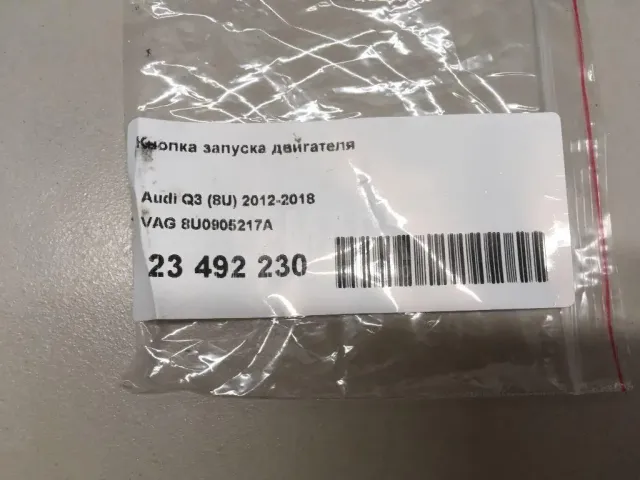 Кнопка запуска двигателя
Audi Q3 (8U) 2012-2018
VAG 8U0905217A
23 492 230